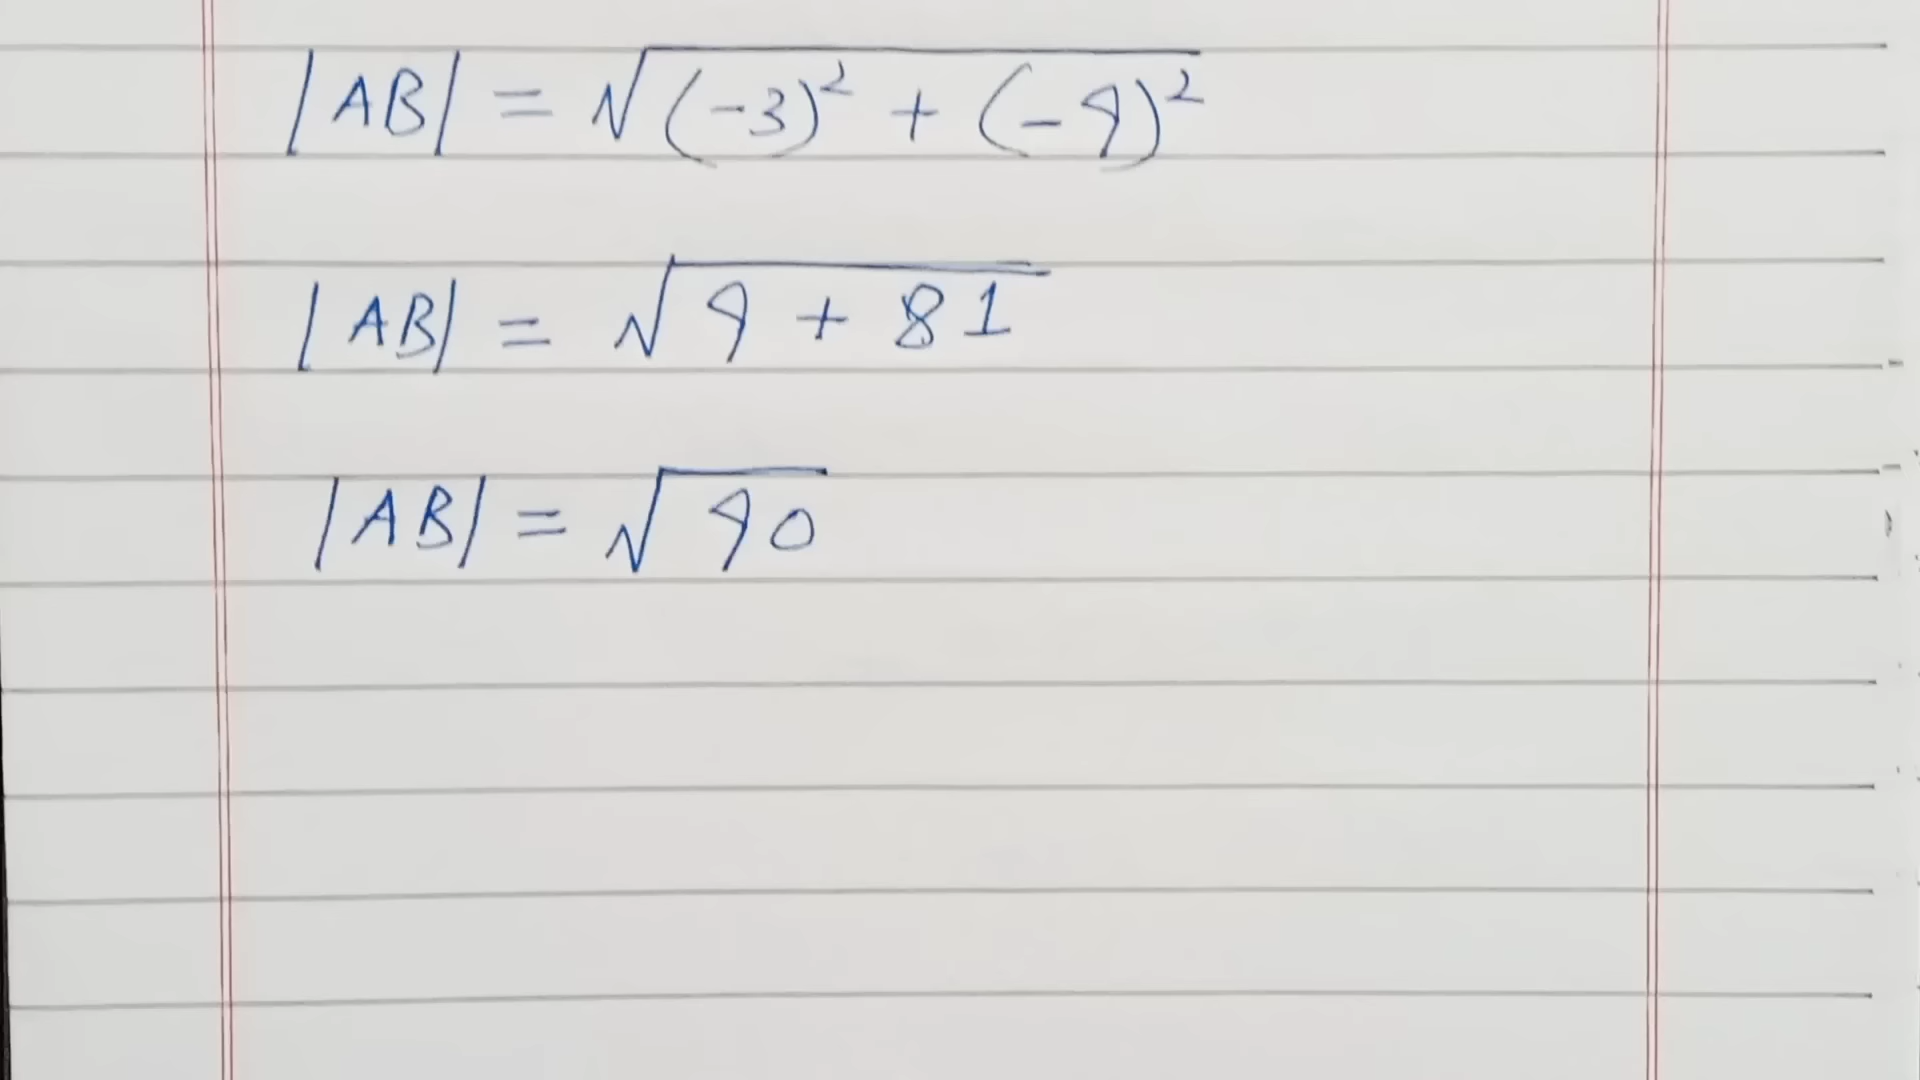 |AB| = √(-3)² + (-9)²
|AB| = √9 + 81
|AB| = √90